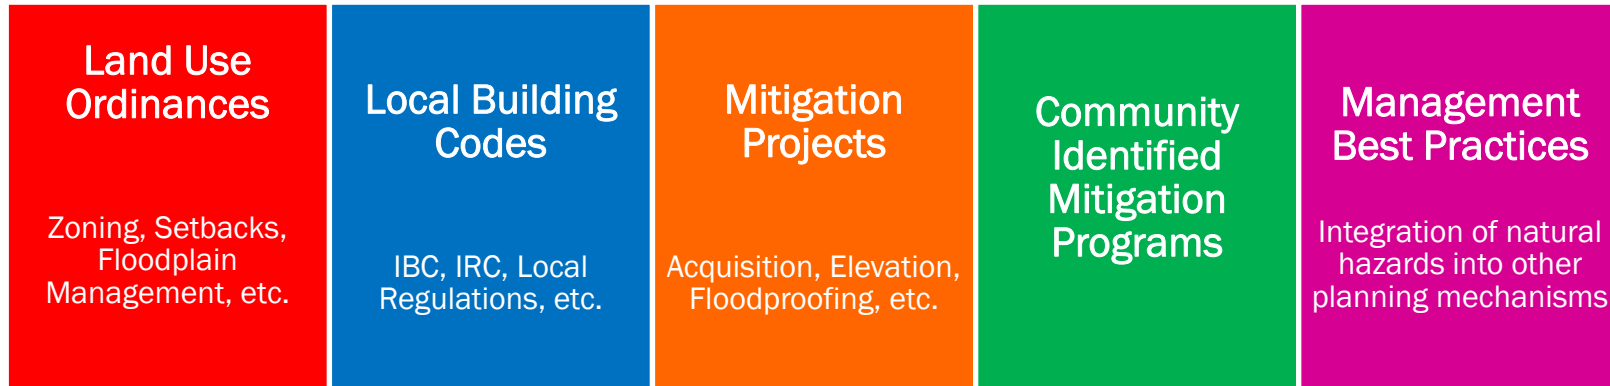 Land Use
Ordinances
Zoning, Setbacks,
Floodplain
Management, etc.
Local Building
Codes
IBC, IRC, Local
Regulations, etc.
Mitigation
Projects
Acquisition, Elevation,
Floodproofing, etc.
Community
Identified
Mitigation
Programs
Management
Best Practices
Integration of natural
hazards into other
planning mechanisms